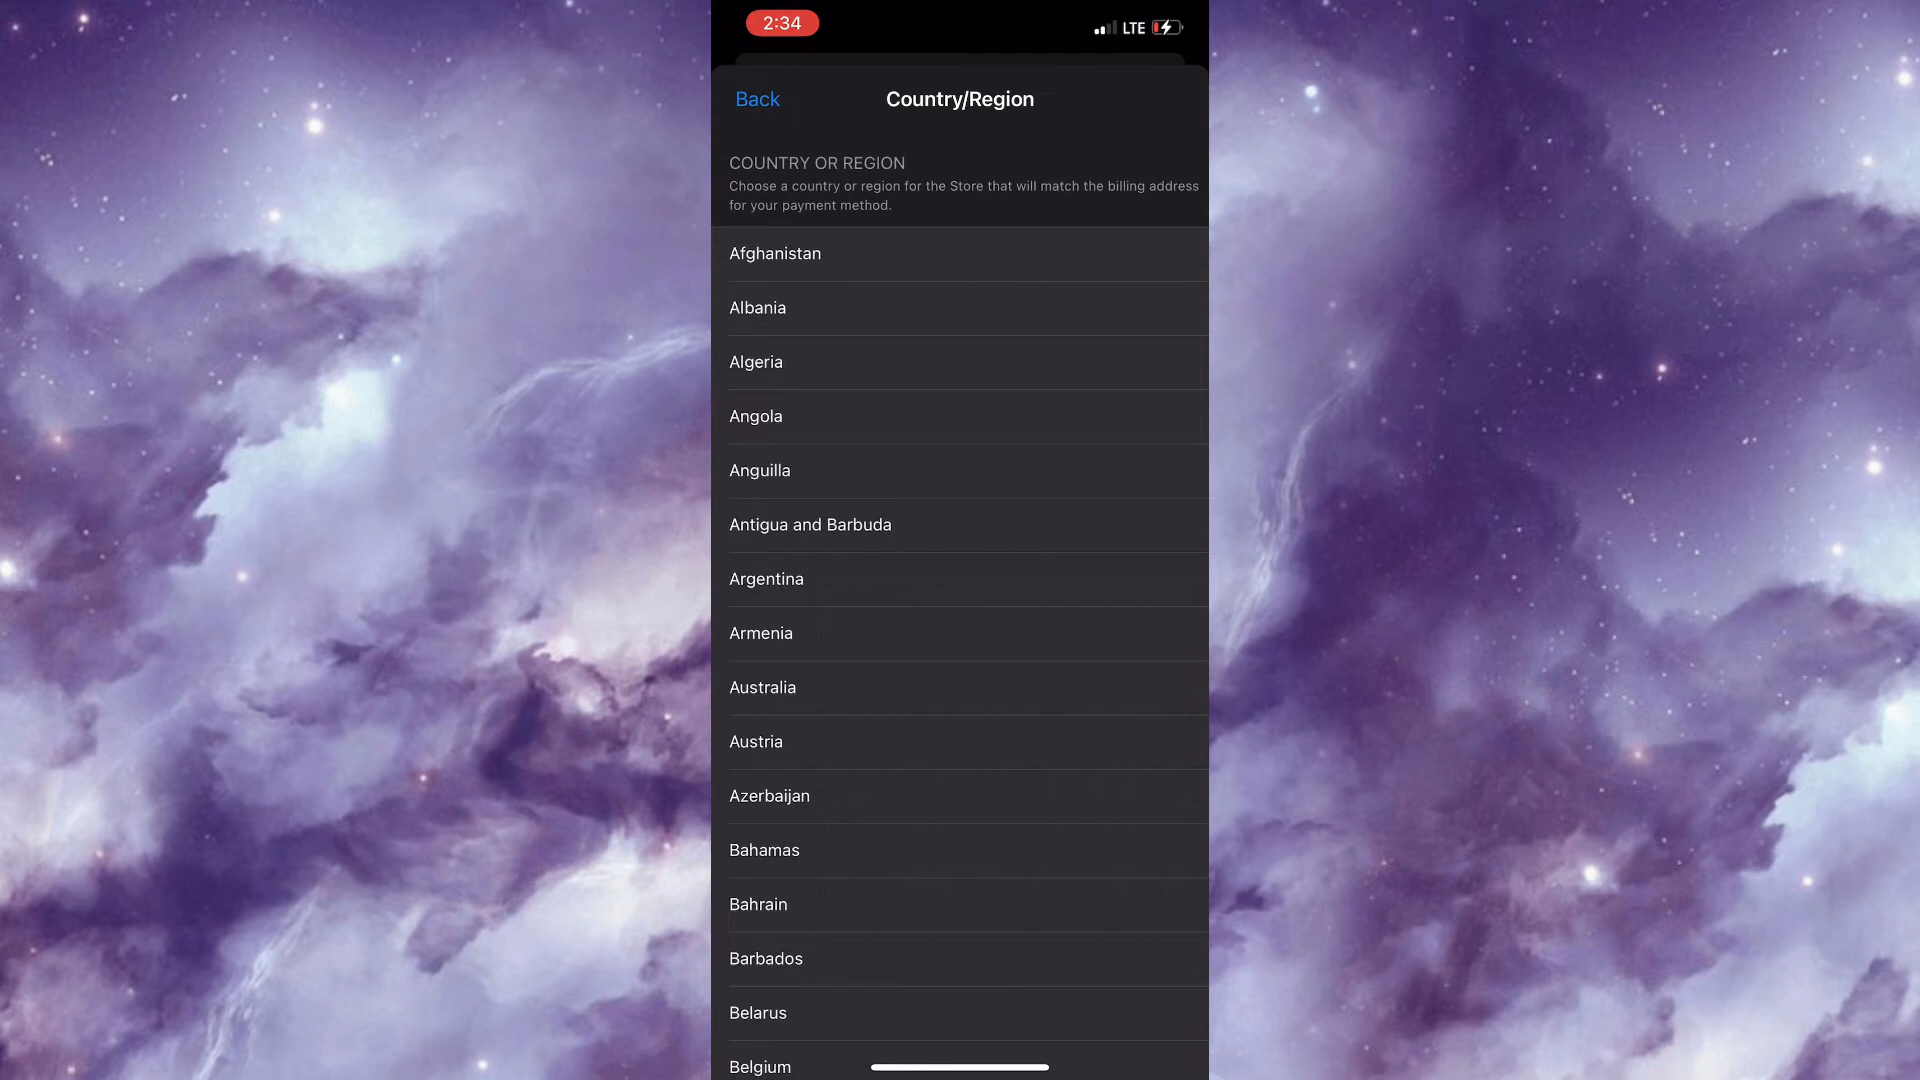 2:34
LTE
Back
Country/Region
COUNTRY OR REGION
Choose a country or region for the Store that will match the billing address
for your payment method.
Afghanistan
Albania
Algeria
Angola
Anguilla
Antigua and Barbuda
Argentina
Armenia
Australia
Austria
Azerbaijan
Bahamas
Bahrain
Barbados
Belarus
Belgium